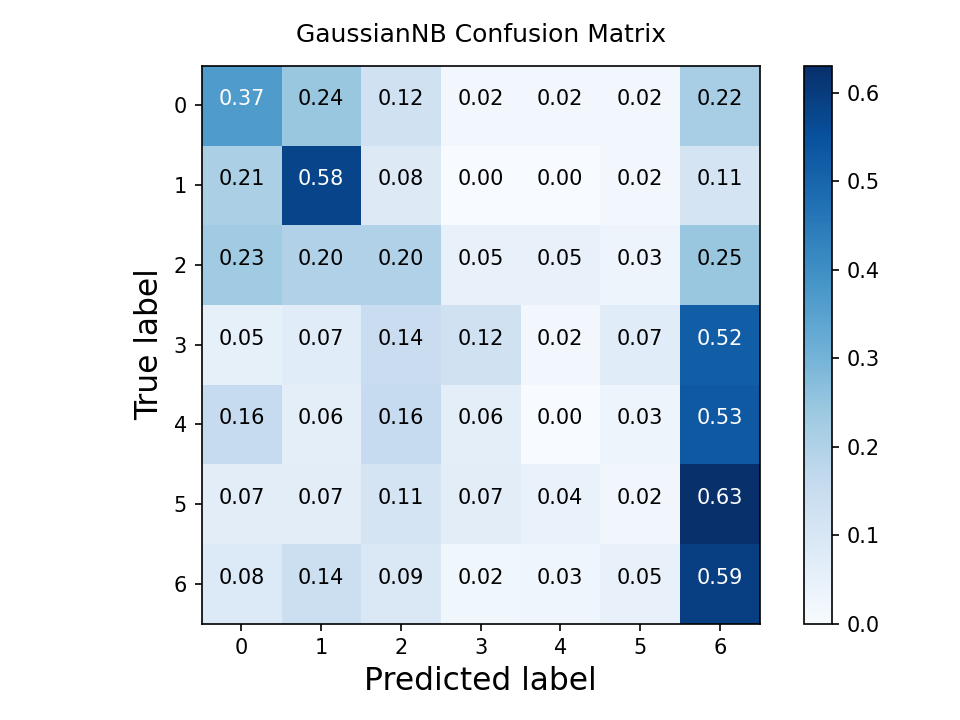 GaussianNB Confusion Matrix
0 0.37 0.24 0.12 0.02 0.02 0.02 0.22
1 0.21 0.58 0.08 0.00 0.00 0.02 0.11
2 0.23 0.20 0.20 0.05 0.05 0.03 0.25
3 0.05 0.07 0.14 0.12 0.02 0.07 0.52
4 0.16 0.06 0.16 0.06 0.00 0.03 0.53
5 0.07 0.07 0.11 0.07 0.04 0.02 0.63
6 0.08 0.14 0.09 0.02 0.03 0.05 0.59
0 1 2 3 4 5 6
True label
Predicted label
0.6
0.5
0.4
0.3
0.2
0.1
0.0